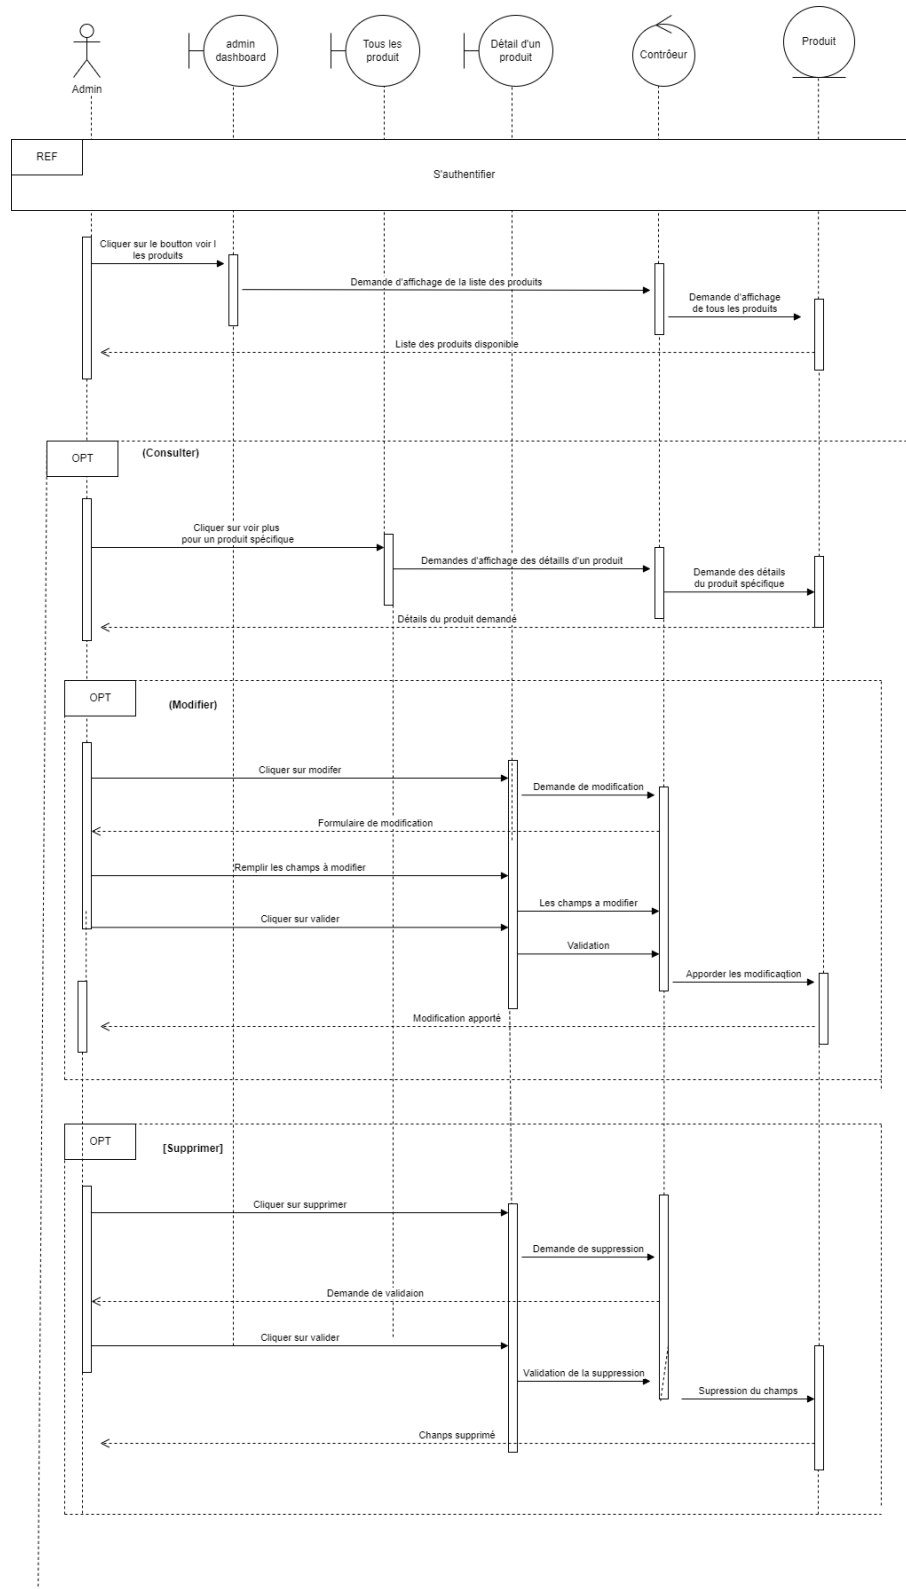 Admin
admin
dashboard
Tous les
produit
Détail d'un
produit
Contrôeur
Produit
REF
S'authentifier
Cliquer sur le boutton voir l
les produits
Demande d'affichage de la liste des produits
Demande d'affichage
de tous les produits
Liste des produits disponible
OPT
(Consulter)
Cliquer sur voir plus
pour un produit spécifique
Demandes d'affichage des détaills d'un produit
Demande des détails
du produit spécifique
Détails du produit demandé
OPT
(Modifier)
Cliquer sur modifer
Demande de modification
Formulaire de modification
Remplir les champs à modifier
Les champs a modifier
Cliquer sur valider
Validation
Apporder les modificaqtion
Modification apporté
OPT
[Supprimer]
Cliquer sur supprimer
Demande de suppression
Demande de validaion
Cliquer sur valider
Validation de la suppression
Supression du champs
Chanps supprimé